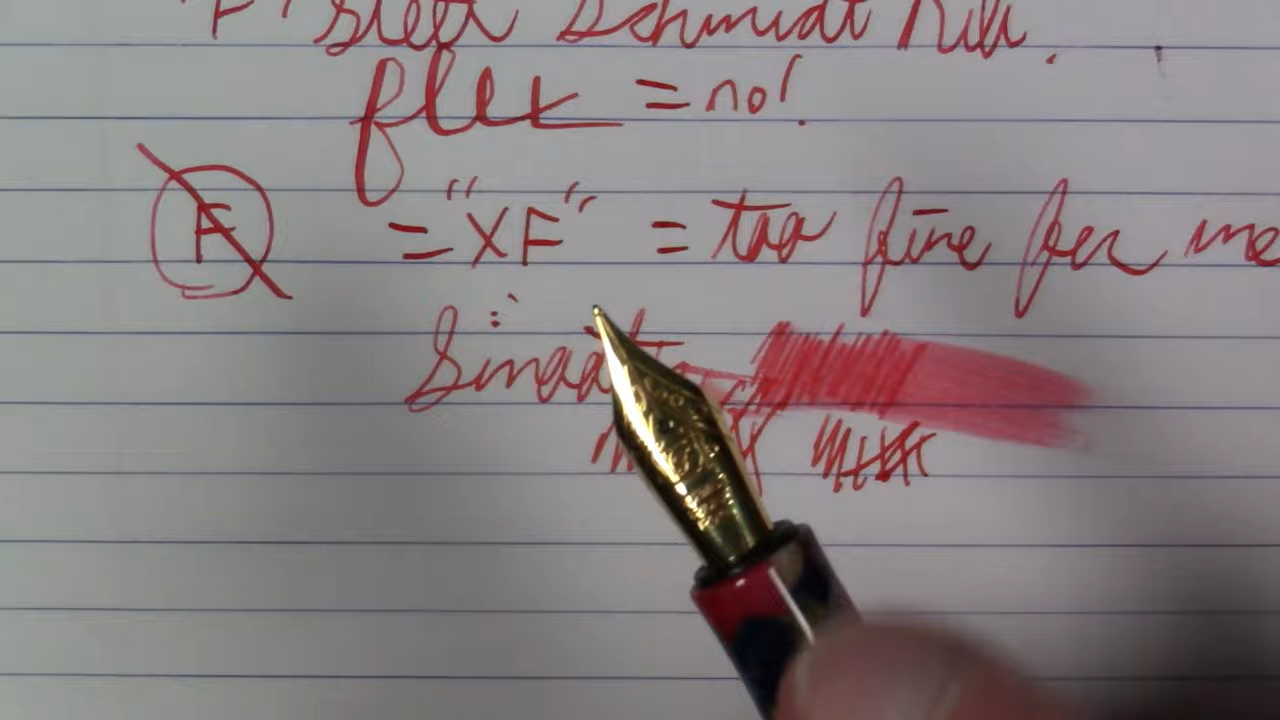 "F" Steel Schmidt Nib.
flex = no!
F = "XF" = too fine for me